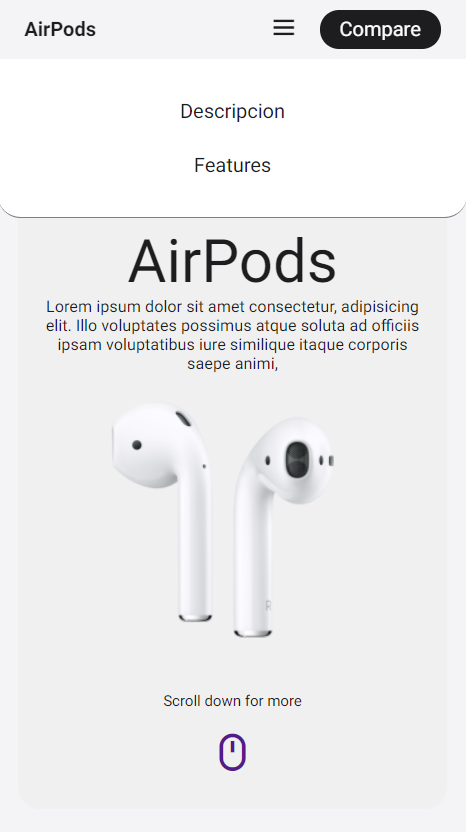 AirPods
Compare
Descripcion
Features
AirPods
Lorem ipsum dolor sit amet consectetur, adipisicing
elit. Illo voluptates possimus atque soluta ad officiis
ipsam voluptatibus iure similique itaque corporis
saepe animi,
R
Scroll down for more